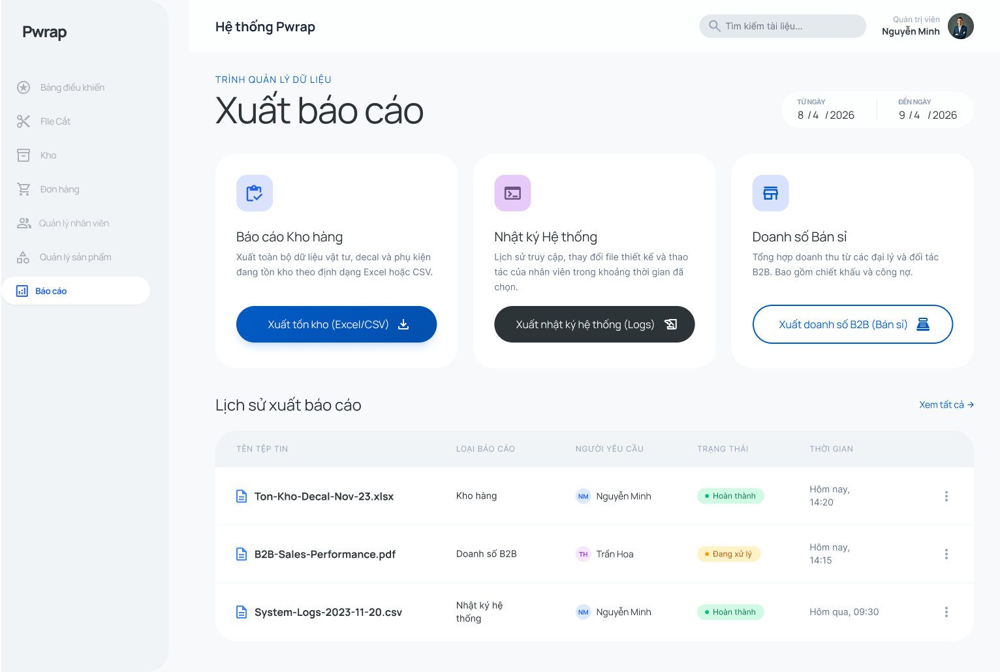 Pwrap
Bảng điều khiển
FIle Cắt
Kho
Đơn hàng
Quản lý nhân viên
Quản lý sản phẩm
Báo cáo
Hệ thống Pwrap
Tìm kiếm tài liệu...
Quản trị viên
Nguyễn Minh
TRÌNH QUẢN LÝ DỮ LIỆU
Xuất báo cáo
TỪ NGÀY
8 / 4 / 2026
ĐẾN NGÀY
9 / 4 / 2026
Báo cáo Kho hàng
Xuất toàn bộ dữ liệu vật tư, decal và phụ kiện
đang tồn kho theo định dạng Excel hoặc CSV.
Xuất tồn kho (Excel/CSV)
Nhật ký Hệ thống
Lịch sử truy cập, thay đổi file thiết kế và thao
tác của nhân viên trong khoảng thời gian đã
chọn.
Xuất nhật ký hệ thống (Logs)
Doanh số Bán sỉ
Tổng hợp doanh thu từ các đại lý và đối tác
B2B. Bao gồm chiết khấu và công nợ.
Xuất doanh số B2B (Bán sỉ)
Lịch sử xuất báo cáo
Xem tất cả
TÊN TỆP TIN LOẠI BÁO CÁO NGƯỜI YÊU CẦU TRẠNG THÁI THỜI GIAN
Ton-Kho-Decal-Nov-23.xlsx
Kho hàng
NM Nguyễn Minh
Hoàn thành
Hôm nay,
14:20
B2B-Sales-Performance.pdf
Doanh số B2B
TH Trần Hoa
Đang xử lý
Hôm nay,
14:15
System-Logs-2023-11-20.csv
Nhật ký hệ
thống
NM Nguyễn Minh
Hoàn thành
Hôm qua, 09:30